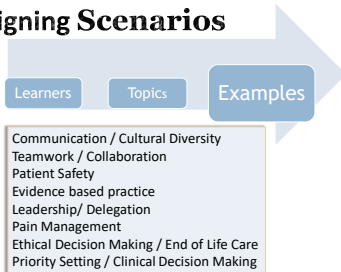 igning Scenarios
Learners
Topics
Examples
Communication / Cultural Diversity
Teamwork / Collaboration
Patient Safety
Evidence based practice
Leadership/ Delegation
Pain Management
Ethical Decision Making / End of Life Care
Priority Setting / Clinical Decision Making